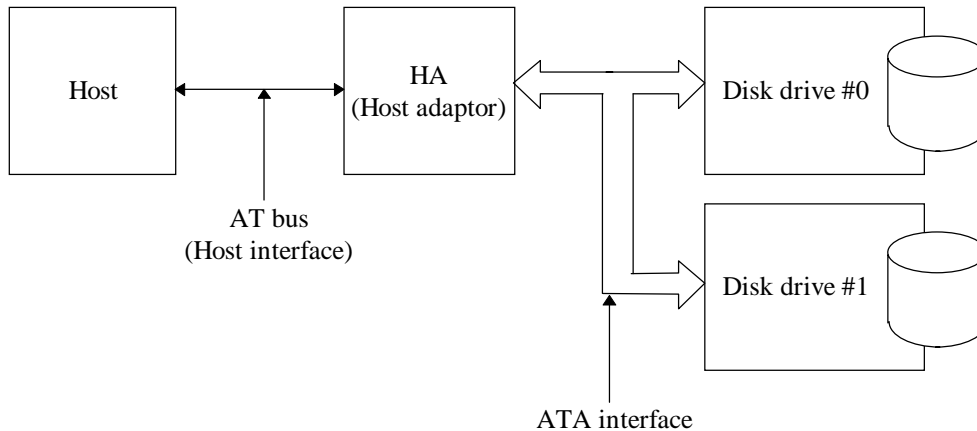 Host
HA
(Host adaptor)
Disk drive #0
AT bus
(Host interface)
Disk drive #1
ATA interface